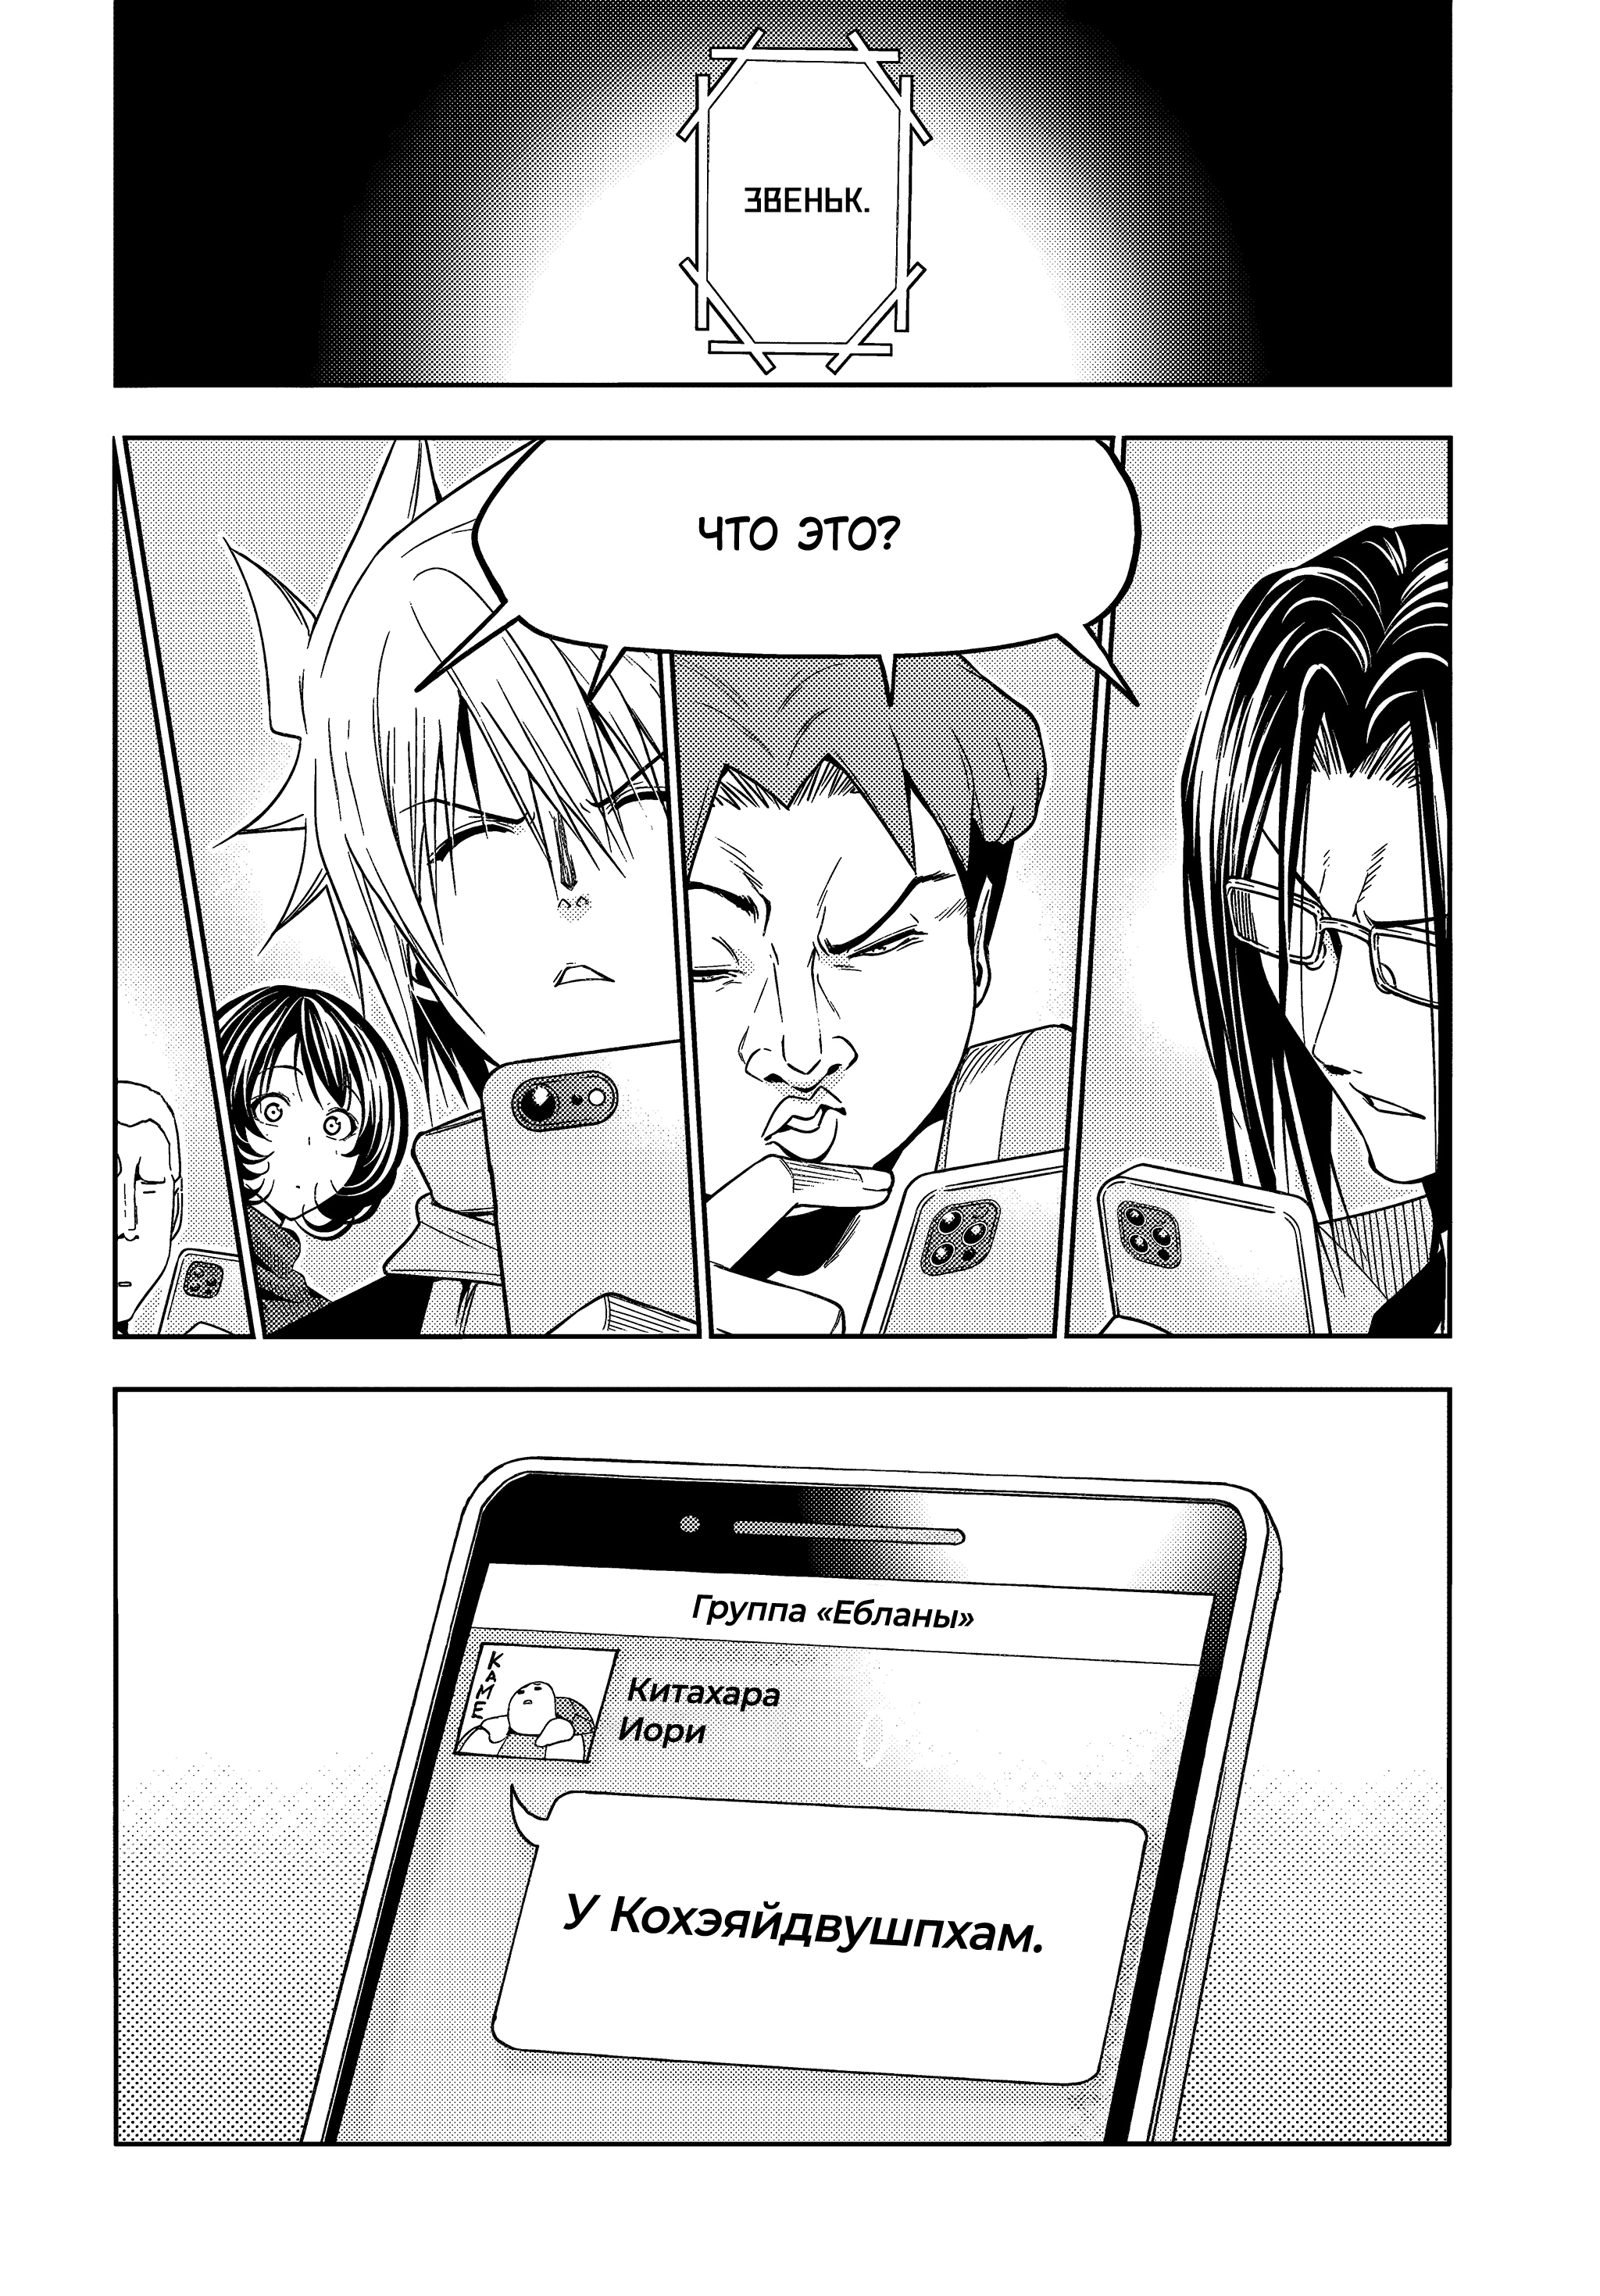 ЗВЕНЬК.
ЧТО ЭТО?
Группа «Ебланы»
KAME
Китахара
Иори
У Кохэяйдвушпхам.